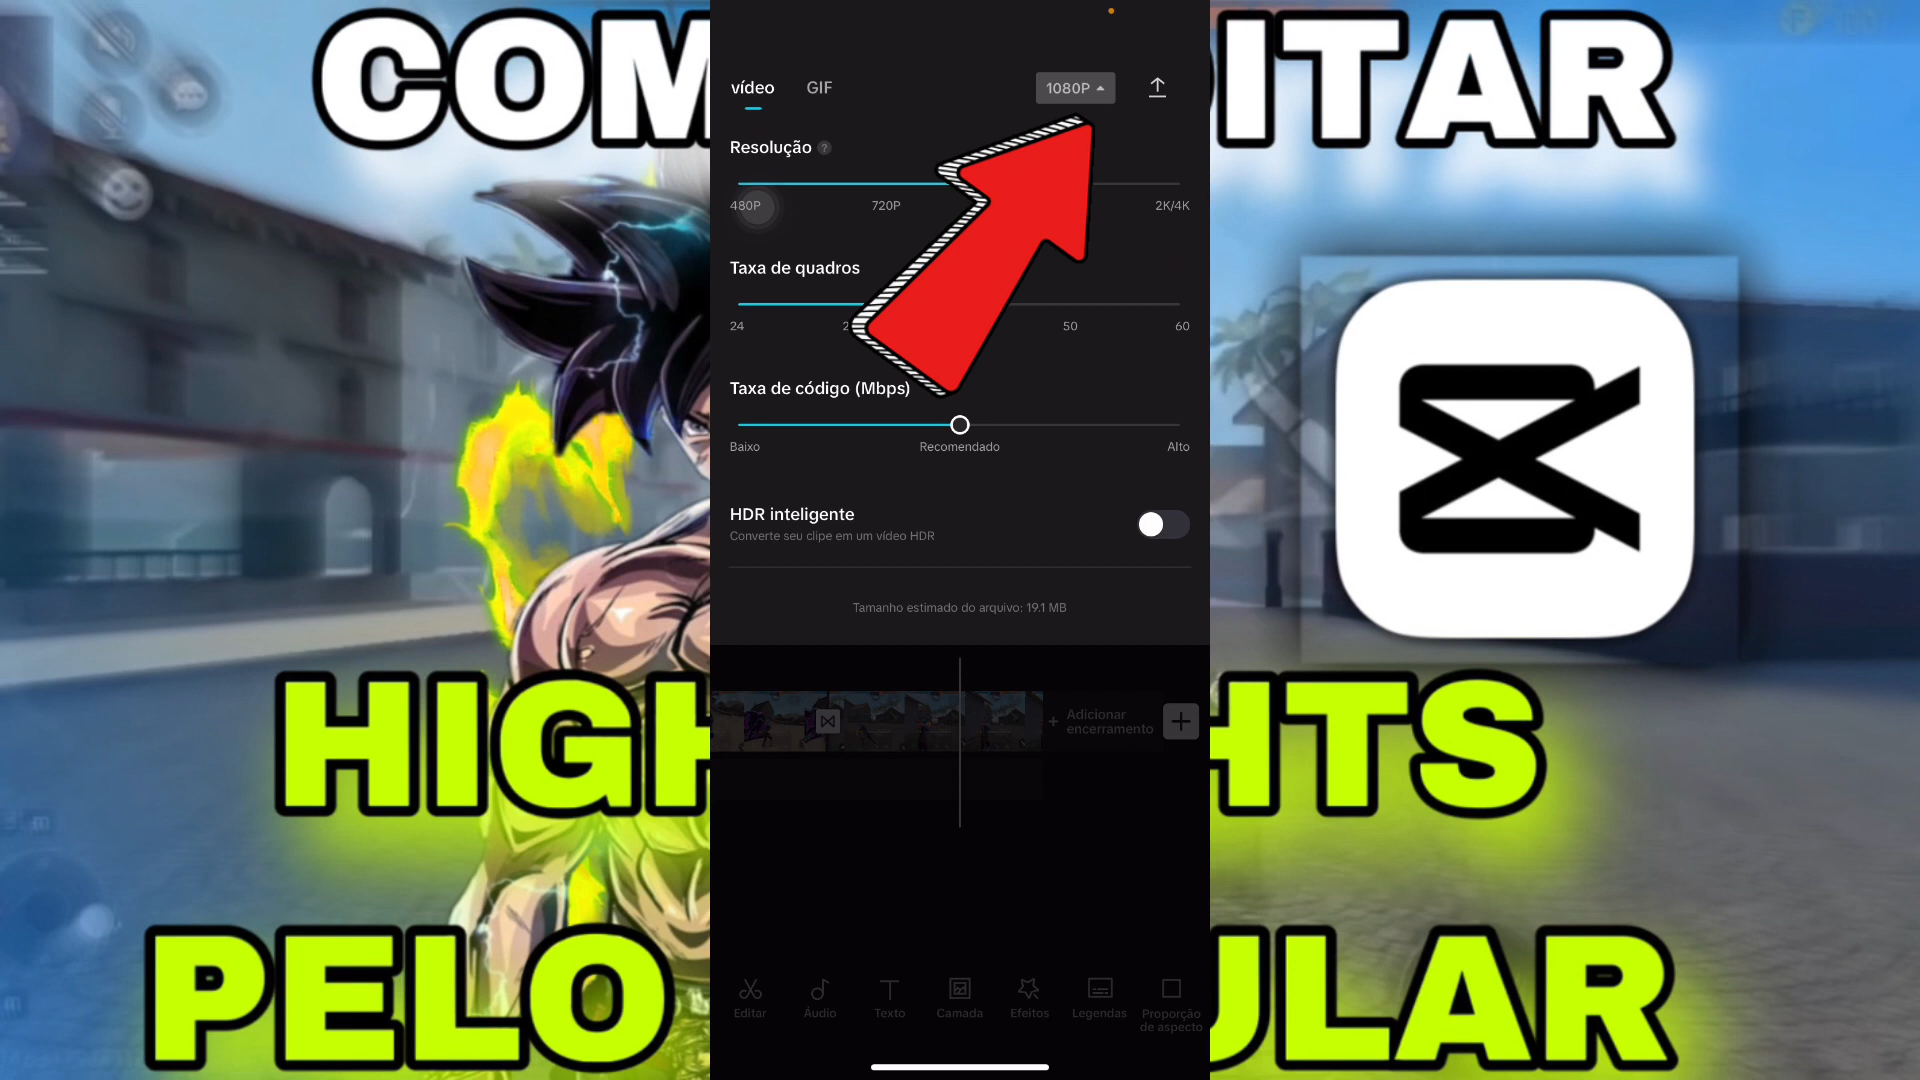 COM
DITAR
vídeo
GIF
1080P
Resolução ?
480P
720P
2K/4K
Taxa de quadros
24
2
50
60
Taxa de código (Mbps)
Baixo
Recomendado
Alto
HDR inteligente
Converte seu clipe em um vídeo HDR
Tamanho estimado do arquivo: 19.1 MB
HIGH
HTS
+ Adicionar
encerramento
PELO
ULAR
Editar
Áudio
Texto
Camada
Efeitos
Legendas
Proporção
de aspecto